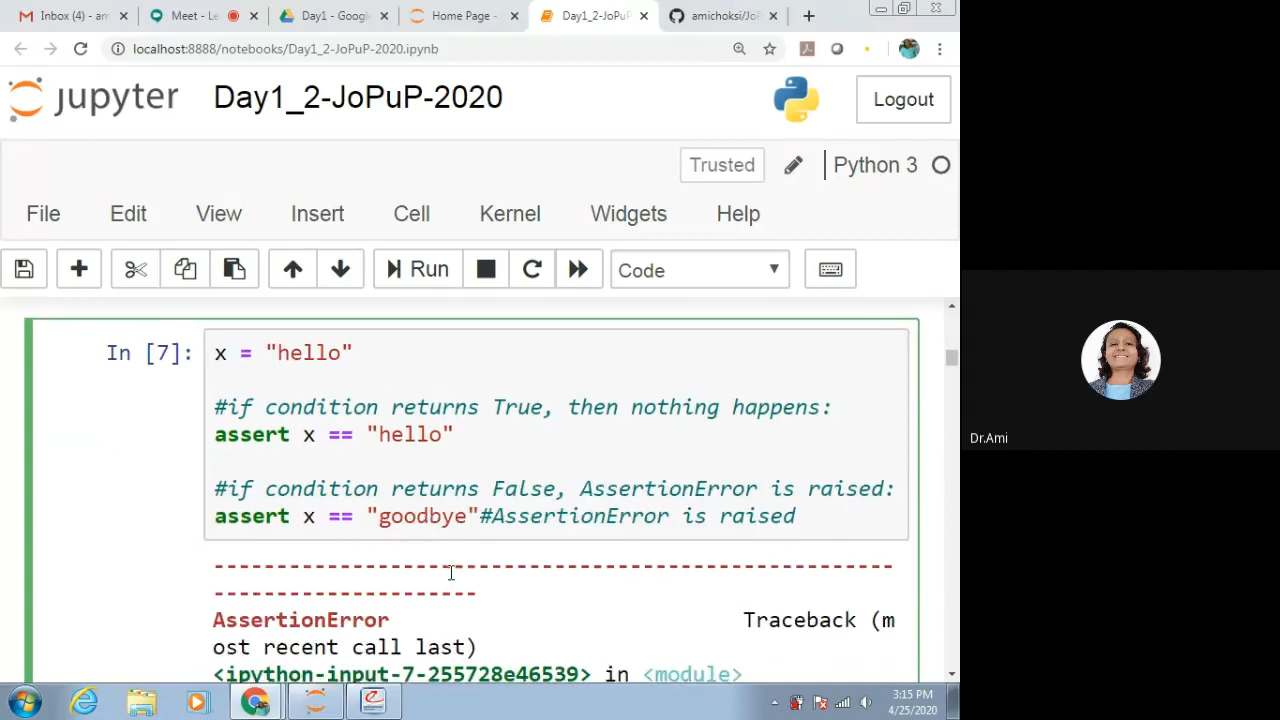 Inbox (4) - am
Meet - Le
Day1 - Google
Home Page -
Day1_2-JoPuP
amichoksi/JoP
localhost:8888/notebooks/Day1_2-JoPuP-2020.ipynb
jupyter
Day1_2-JoPuP-2020
Logout
Trusted
Python 3
File Edit View Insert Cell Kernel Widgets Help
Run
Code
In [7]:
x = "hello"
#if condition returns True, then nothing happens:
assert x == "hello"
#if condition returns False, AssertionError is raised:
assert x == "goodbye"#AssertionError is raised
---------------------------------------------------------------------------
AssertionError Traceback (m
ost recent call last)
<ipython-input-7-255728e46539> in <module>
Dr.Ami
3:15 PM
4/25/2020